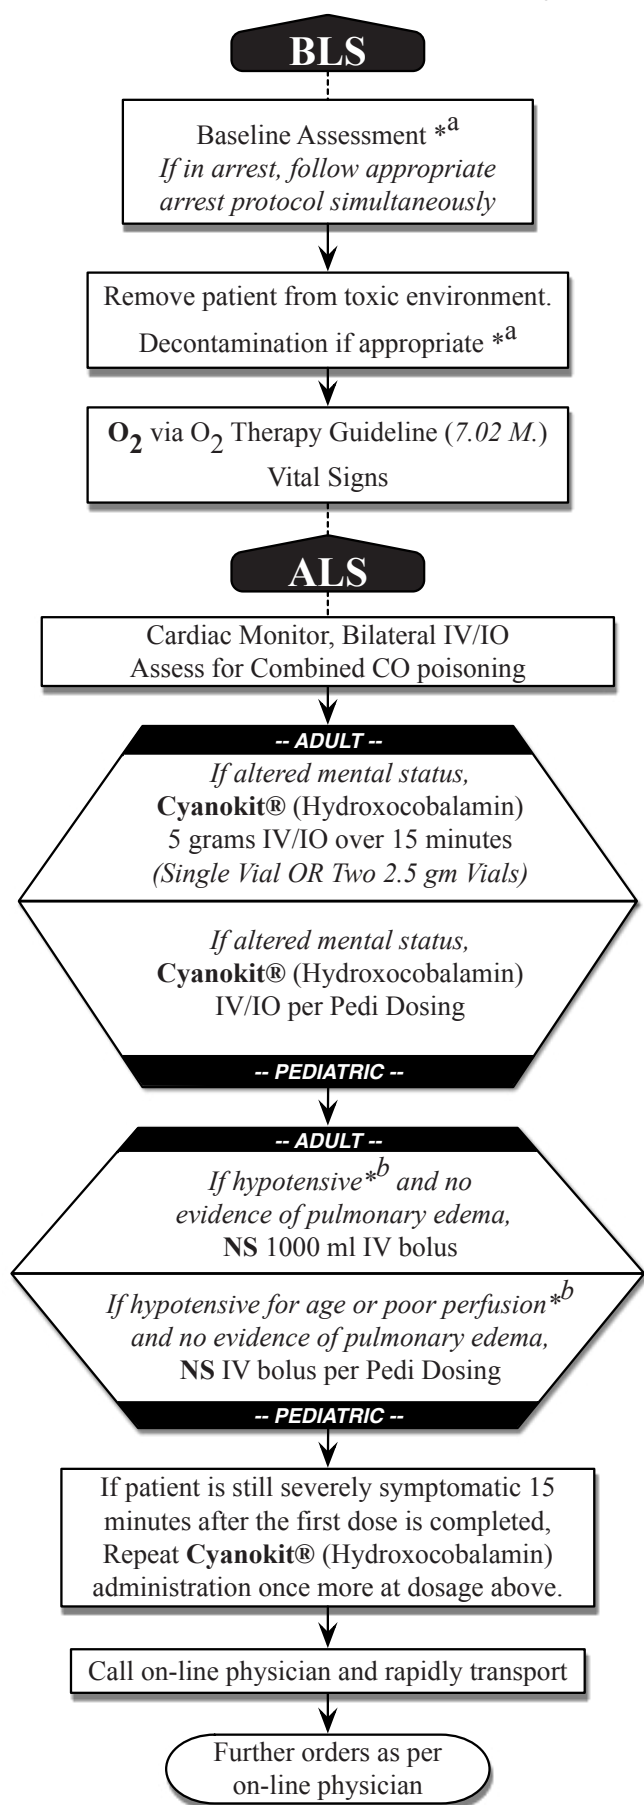 BLS
Baseline Assessment *a
If in arrest, follow appropriate
arrest protocol simultaneously
Remove patient from toxic environment.
Decontamination if appropriate *a
O2 via O2 Therapy Guideline (7.02 M.)
Vital Signs
ALS
Cardiac Monitor, Bilateral IV/IO
Assess for Combined CO poisoning
-- ADULT --
If altered mental status,
Cyanokit® (Hydroxocobalamin)
5 grams IV/IO over 15 minutes
(Single Vial OR Two 2.5 gm Vials)
If altered mental status,
Cyanokit® (Hydroxocobalamin)
IV/IO per Pedi Dosing
-- PEDIATRIC --
-- ADULT --
If hypotensive*b and no
evidence of pulmonary edema,
NS 1000 ml IV bolus
If hypotensive for age or poor perfusion*b
and no evidence of pulmonary edema,
NS IV bolus per Pedi Dosing
-- PEDIATRIC --
If patient is still severely symptomatic 15
minutes after the first dose is completed,
Repeat Cyanokit® (Hydroxocobalamin)
administration once more at dosage above.
Call on-line physician and rapidly transport
Further orders as per
on-line physician